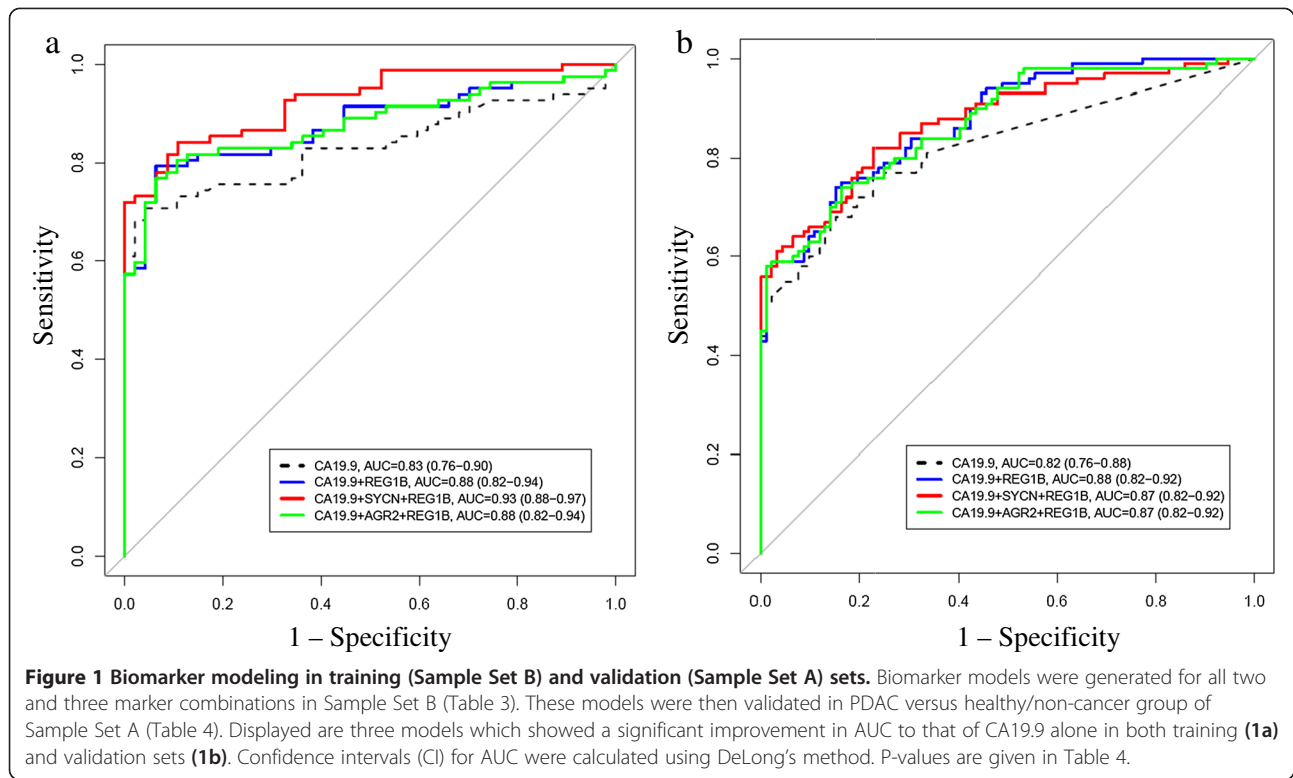 a
Sensitivity
1.0
0.8
0.6
0.4
0.2
0.0
CA19.9, AUC=0.83 (0.76−0.90)
CA19.9+REG1B, AUC=0.88 (0.82−0.94)
CA19.9+SYCN+REG1B, AUC=0.93 (0.88−0.97)
CA19.9+AGR2+REG1B, AUC=0.88 (0.82−0.94)
0.0 0.2 0.4 0.6 0.8 1.0
1 – Specificity
b
Sensitivity
1.0
0.8
0.6
0.4
0.2
0.0
CA19.9, AUC=0.82 (0.76−0.88)
CA19.9+REG1B, AUC=0.88 (0.82−0.92)
CA19.9+SYCN+REG1B, AUC=0.87 (0.82−0.92)
CA19.9+AGR2+REG1B, AUC=0.87 (0.82−0.92)
0.0 0.2 0.4 0.6 0.8 1.0
1 – Specificity
Figure 1 Biomarker modeling in training (Sample Set B) and validation (Sample Set A) sets. Biomarker models were generated for all two
and three marker combinations in Sample Set B (Table 3). These models were then validated in PDAC versus healthy/non-cancer group of
Sample Set A (Table 4). Displayed are three models which showed a significant improvement in AUC to that of CA19.9 alone in both training (1a)
and validation sets (1b). Confidence intervals (CI) for AUC were calculated using DeLong's method. P-values are given in Table 4.